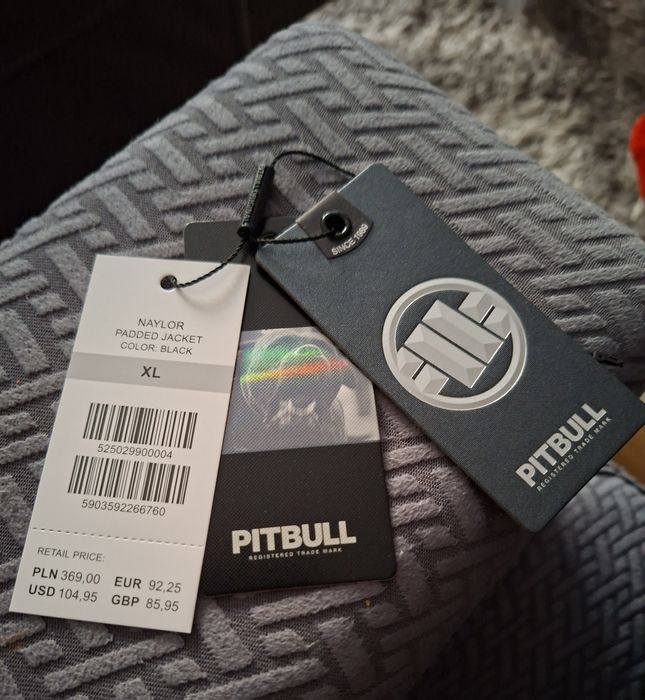 NAYLOR
PADDED JACKET
COLOR: BLACK
XL
525029900004
5903592266760
RETAIL PRICE:
PLN 369,00 EUR 92,25
USD 104,95 GBP 85,95
PITBULL
REGISTERED TRADE MARK
SINCE 1989
PITBULL
REGISTERED TRADE MARK